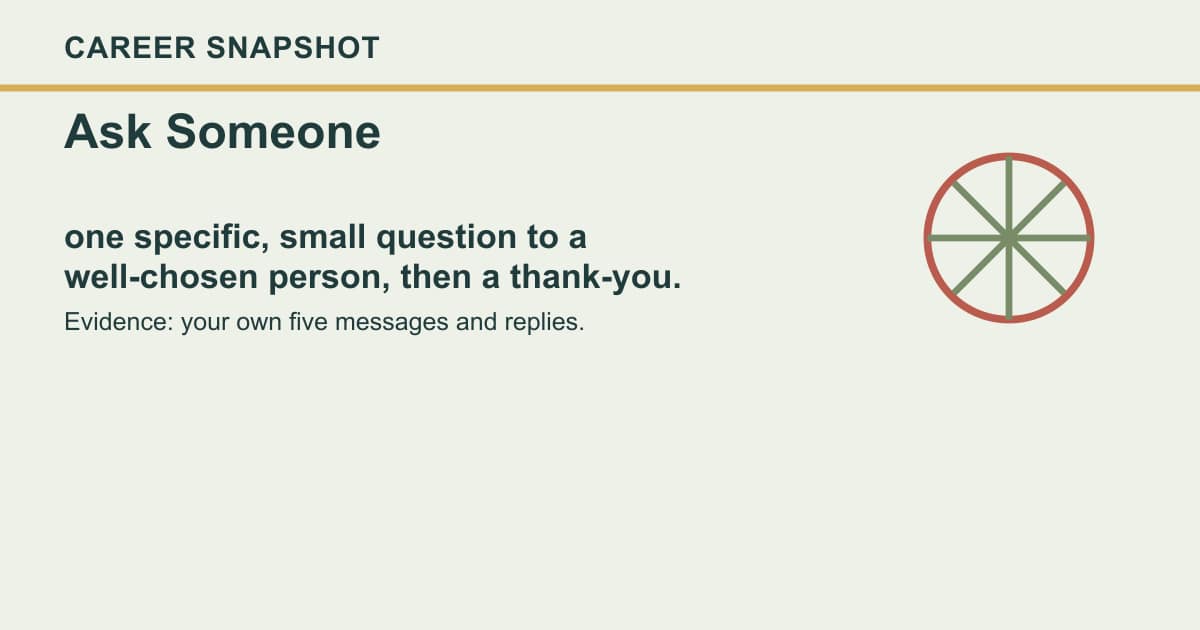 CAREER SNAPSHOT
Ask Someone
one specific, small question to a
well-chosen person, then a thank-you.
Evidence: your own five messages and replies.